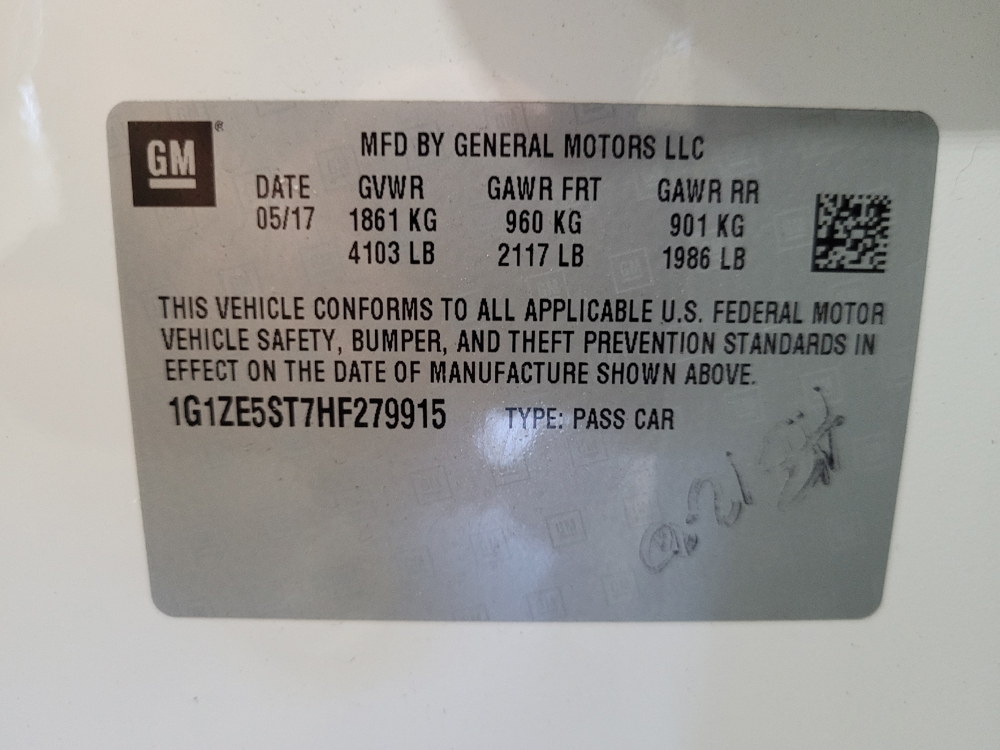 GM®
MFD BY GENERAL MOTORS LLC
DATE GVWR GAWR FRT GAWR RR
05/17 1861 KG 960 KG 901 KG
4103 LB 2117 LB 1986 LB
THIS VEHICLE CONFORMS TO ALL APPLICABLE U.S. FEDERAL MOTOR
VEHICLE SAFETY, BUMPER, AND THEFT PREVENTION STANDARDS IN
EFFECT ON THE DATE OF MANUFACTURE SHOWN ABOVE.
1G1ZE5ST7HF279915 TYPE: PASS CAR